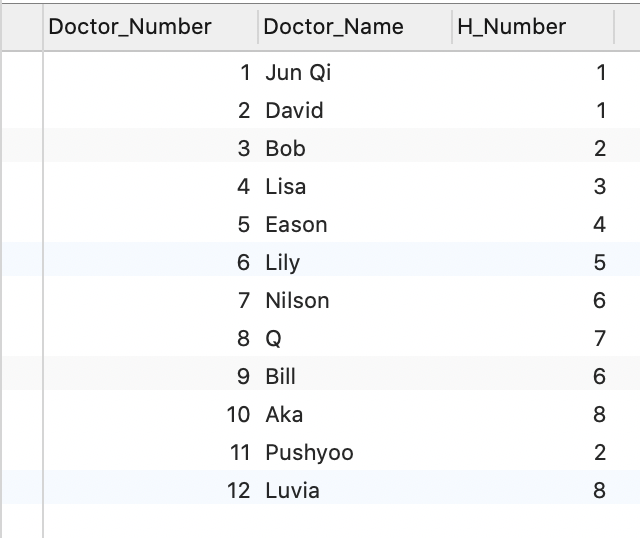 Doctor_Number Doctor_Name H_Number
1 Jun Qi 1
2 David 1
3 Bob 2
4 Lisa 3
5 Eason 4
6 Lily 5
7 Nilson 6
8 Q 7
9 Bill 6
10 Aka 8
11 Pushyoo 2
12 Luvia 8